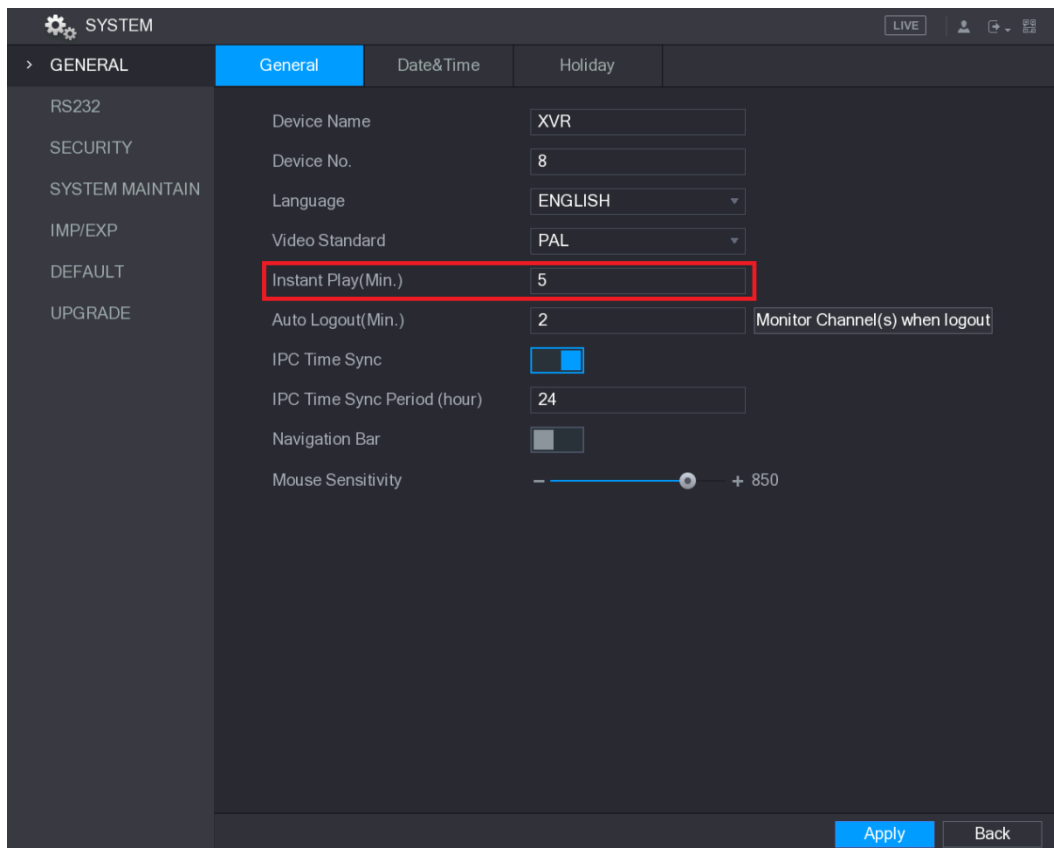 SYSTEM
LIVE
> GENERAL
General Date&Time Holiday
RS232
SECURITY
SYSTEM MAINTAIN
IMP/EXP
DEFAULT
UPGRADE
Device Name XVR
Device No. 8
Language ENGLISH
Video Standard PAL
Instant Play(Min.) 5
Auto Logout(Min.) 2 Monitor Channel(s) when logout
IPC Time Sync
IPC Time Sync Period (hour) 24
Navigation Bar
Mouse Sensitivity − + 850
Apply Back